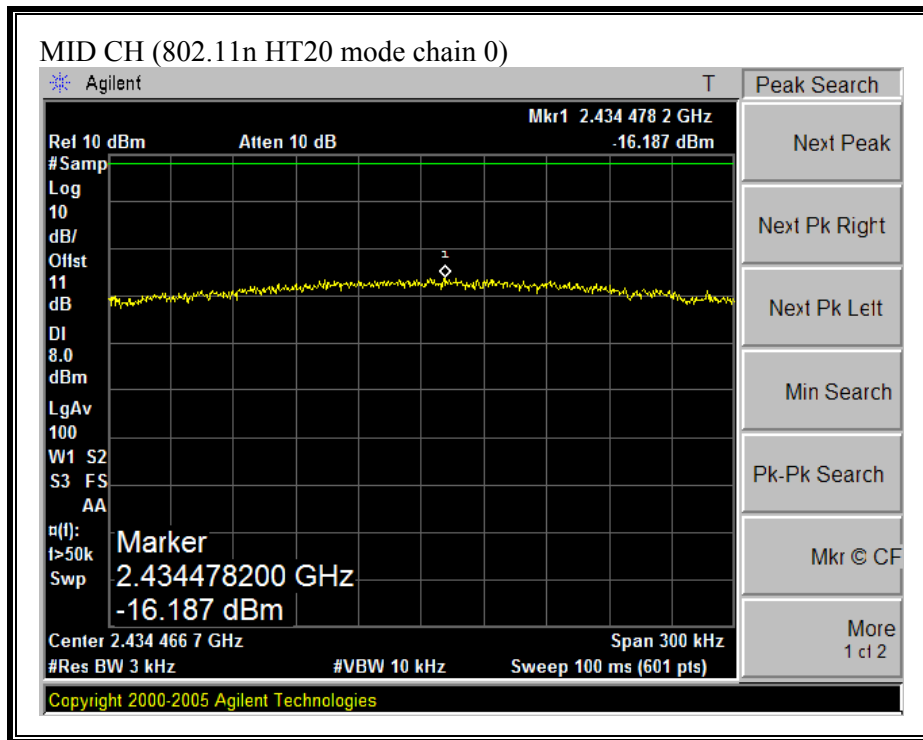 MID CH (802.11n HT20 mode chain 0)
Agilent T
Peak Search
Mkr1 2.434 478 2 GHz
Ref 10 dBm Atten 10 dB -16.187 dBm
#Samp
Log
10
dB/
Offst
11
dB
DI
8.0
dBm
LgAv
100
W1 S2
S3 FS
AA
¤(f):
f>50k
Swp
1
Marker
2.434478200 GHz
-16.187 dBm
Center 2.434 466 7 GHz Span 300 kHz
#Res BW 3 kHz #VBW 10 kHz Sweep 100 ms (601 pts)
Copyright 2000-2005 Agilent Technologies
Next Peak
Next Pk Right
Next Pk Left
Min Search
Pk-Pk Search
Mkr © CF
More
1 of 2